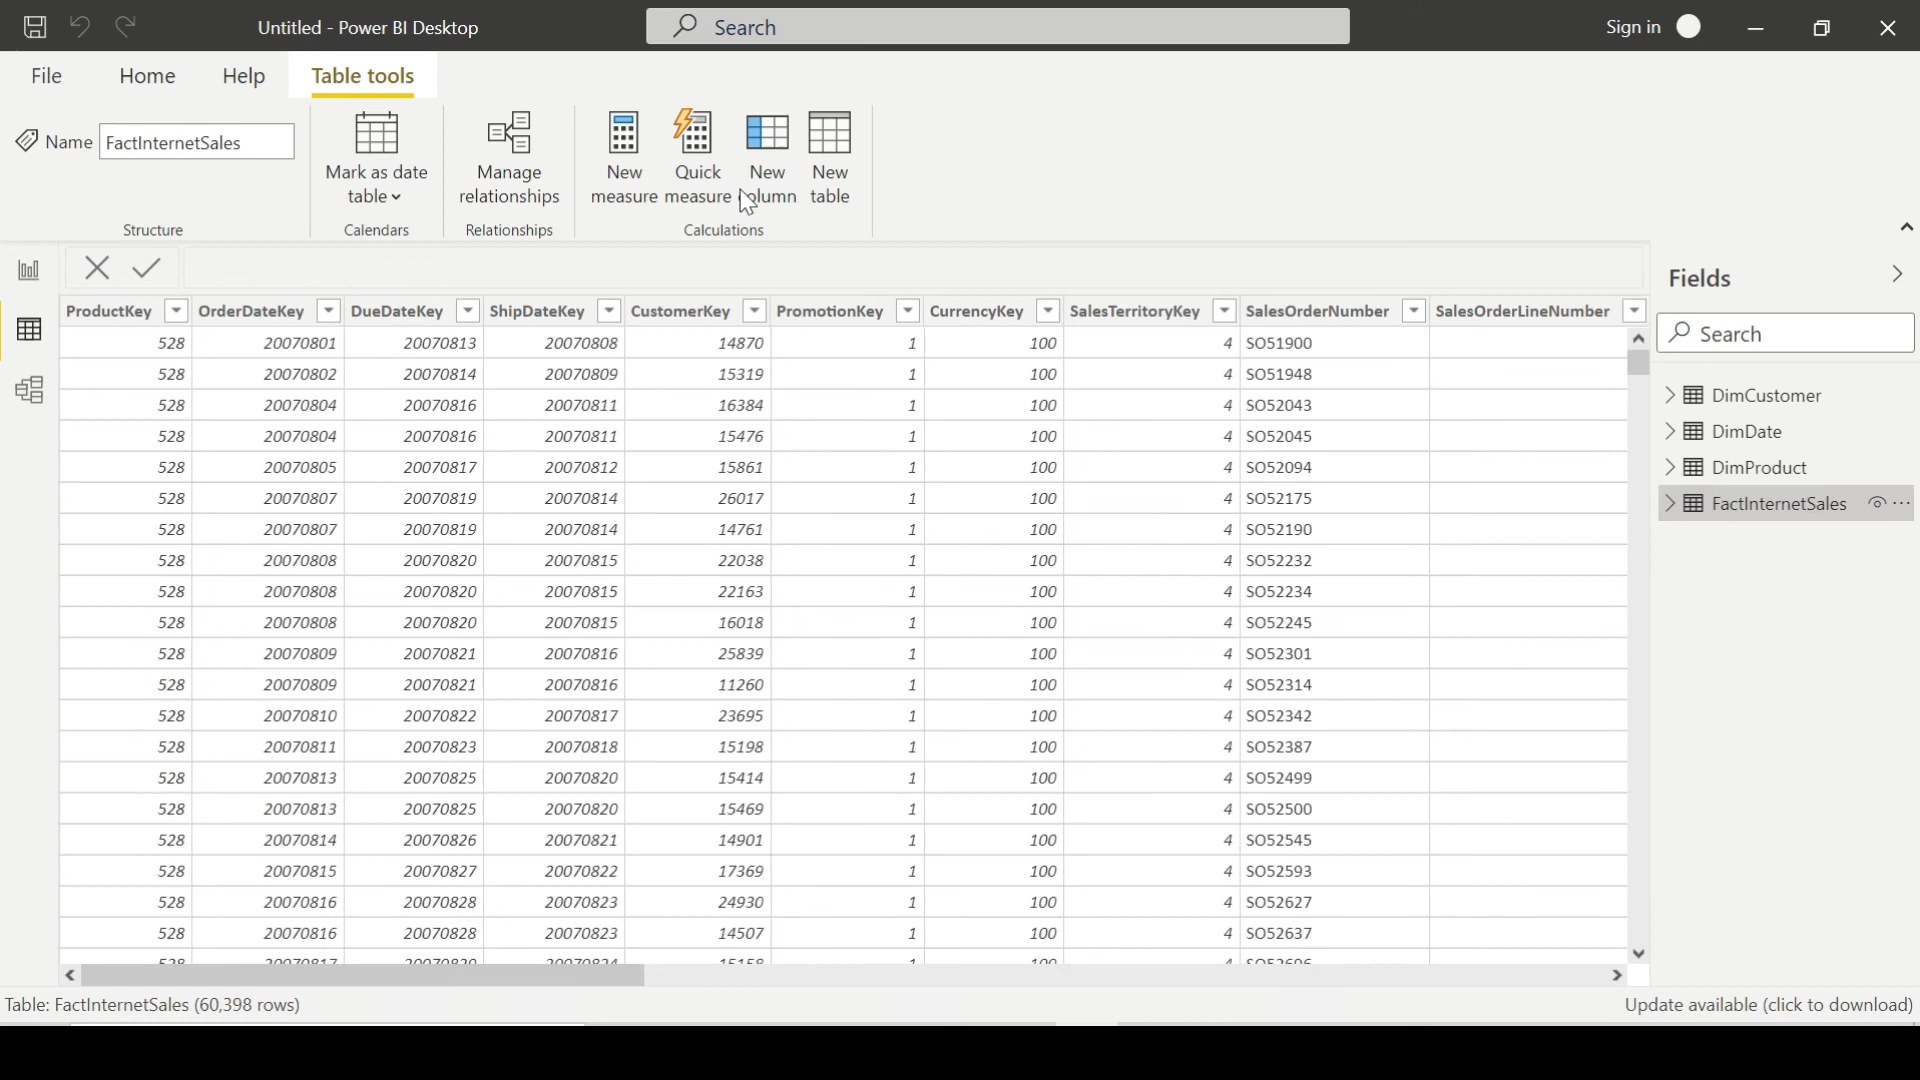 Untitled - Power BI Desktop
Search
Sign in
File Home Help Table tools
Name FactInternetSales
Mark as date table
Manage relationships
New measure
Quick measure
New
New table
Structure Calendars Relationships Calculations
ProductKey OrderDateKey DueDateKey ShipDateKey CustomerKey PromotionKey CurrencyKey SalesTerritoryKey SalesOrderNumber SalesOrderLineNumber
528 20070801 20070813 20070808 14870 1 100 4 SO51900
528 20070802 20070814 20070809 15319 1 100 4 SO51948
528 20070804 20070816 20070811 16384 1 100 4 SO52043
528 20070804 20070816 20070811 15476 1 100 4 SO52045
528 20070805 20070817 20070812 15861 1 100 4 SO52094
528 20070807 20070819 20070814 26017 1 100 4 SO52175
528 20070807 20070819 20070814 14761 1 100 4 SO52190
528 20070808 20070820 20070815 22038 1 100 4 SO52232
528 20070808 20070820 20070815 22163 1 100 4 SO52234
528 20070808 20070820 20070815 16018 1 100 4 SO52245
528 20070809 20070821 20070816 25839 1 100 4 SO52301
528 20070809 20070821 20070816 11260 1 100 4 SO52314
528 20070810 20070822 20070817 23695 1 100 4 SO52342
528 20070811 20070823 20070818 15198 1 100 4 SO52387
528 20070813 20070825 20070820 15414 1 100 4 SO52499
528 20070813 20070825 20070820 15469 1 100 4 SO52500
528 20070814 20070826 20070821 14901 1 100 4 SO52545
528 20070815 20070827 20070822 17369 1 100 4 SO52593
528 20070816 20070828 20070823 24930 1 100 4 SO52627
528 20070816 20070828 20070823 14507 1 100 4 SO52637
Fields
Search
DimCustomer
DimDate
DimProduct
FactInternetSales
Table: FactInternetSales (60,398 rows)
Update available (click to download)